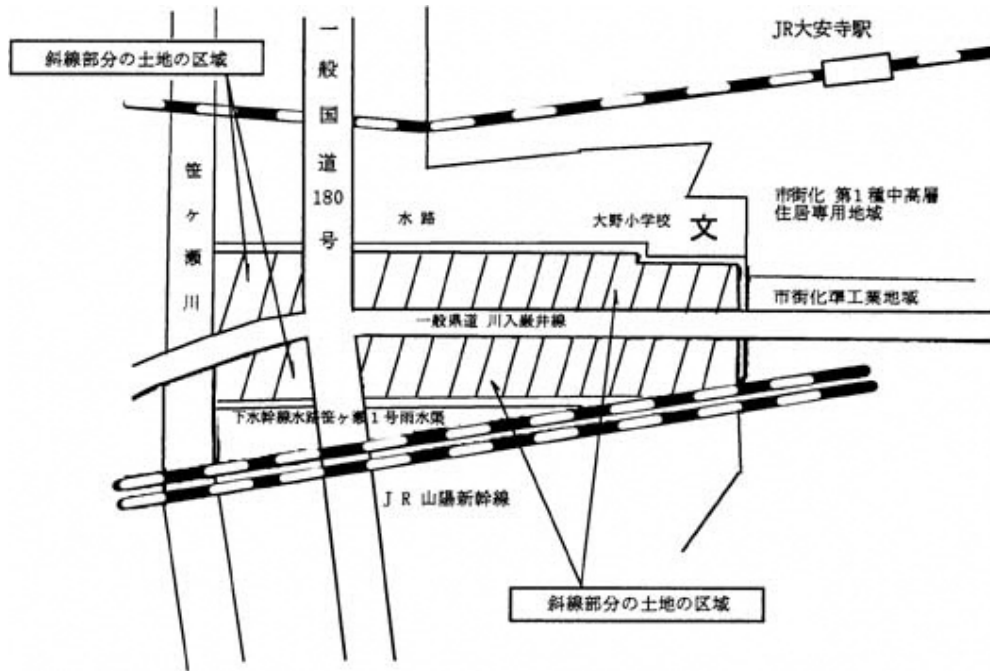 斜線部分の土地の区域
一般国道180号
JR大安寺駅
笹ヶ瀬川
水路
大野小学校
文
市街化 第1種中高層
住居専用地域
市街化準工業地域
一般県道 川入巌井線
下水幹線水路笹ヶ瀬1号雨水渠
JR山陽新幹線
斜線部分の土地の区域